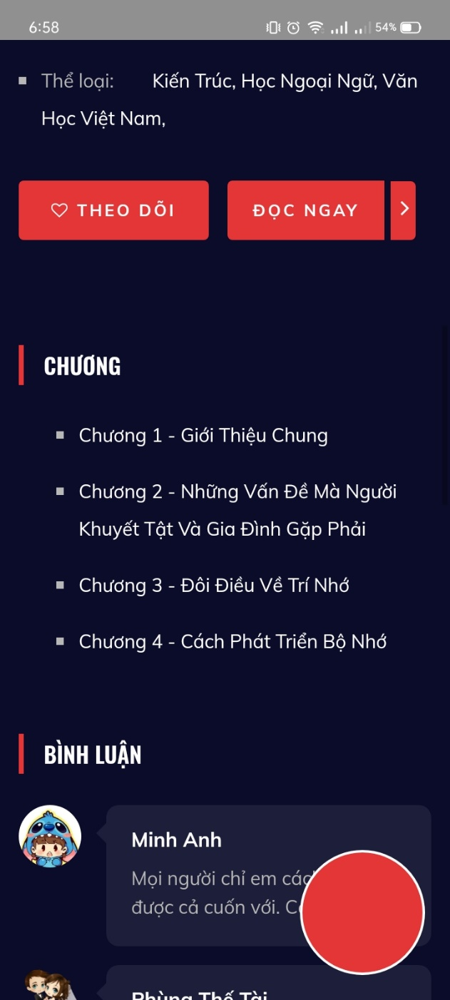 6:58 54%
Thể loại: Kiến Trúc, Học Ngoại Ngữ, Văn
Học Việt Nam,
THEO DÕI ĐỌC NGAY
CHƯƠNG
Chương 1 - Giới Thiệu Chung
Chương 2 - Những Vấn Đề Mà Người
Khuyết Tật Và Gia Đình Gặp Phải
Chương 3 - Đôi Điều Về Trí Nhớ
Chương 4 - Cách Phát Triển Bộ Nhớ
BÌNH LUẬN
Minh Anh
Mọi người chỉ em
được cả cuốn với.
Phùng Thế Tài